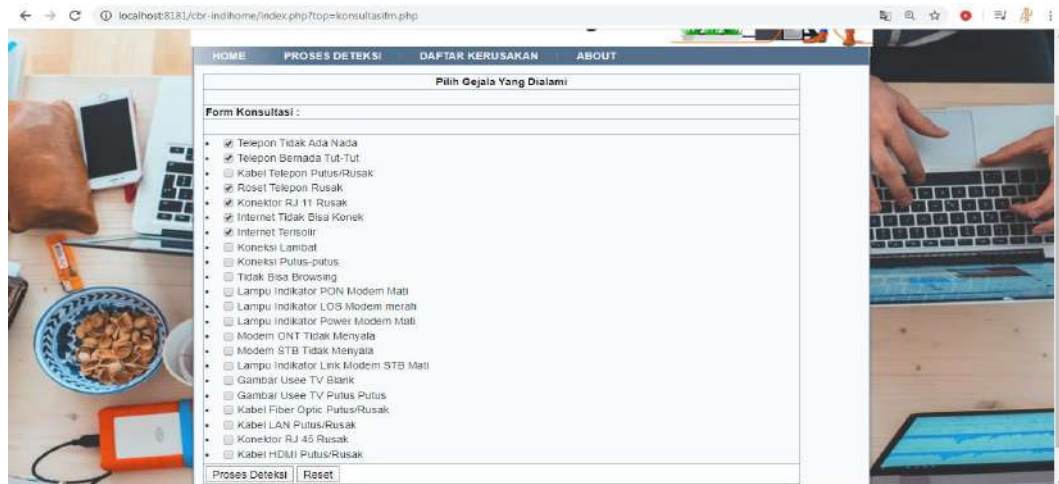 localhost:8181/cbr-indihome/index.php?top=konsultasifm.php
HOME PROSES DETEKSI DAFTAR KERUSAKAN ABOUT
Pilih Gejala Yang Dialami
Form Konsultasi :
Telepon Tidak Ada Nada
Telepon Bernada Tut-Tut
Kabel Telepon Putus/Rusak
Roset Telepon Rusak
Konektor RJ 11 Rusak
Internet Tidak Bisa Konek
Internet Terisolir
Koneksi Lambat
Koneksi Putus-putus
Tidak Bisa Browsing
Lampu Indikator PON Modem Mati
Lampu Indikator LOS Modem merah
Lampu Indikator Power Modem Mati
Modem ONT Tidak Menyala
Modem STB Tidak Menyala
Lampu Indikator Link Modem STB Mati
Gambar Usee TV Blank
Gambar Usee TV Putus Putus
Kabel Fiber Optic Putus/Rusak
Kabel LAN Putus/Rusak
Konektor RJ 45 Rusak
Kabel HDMI Putus/Rusak
Proses Deteksi Reset